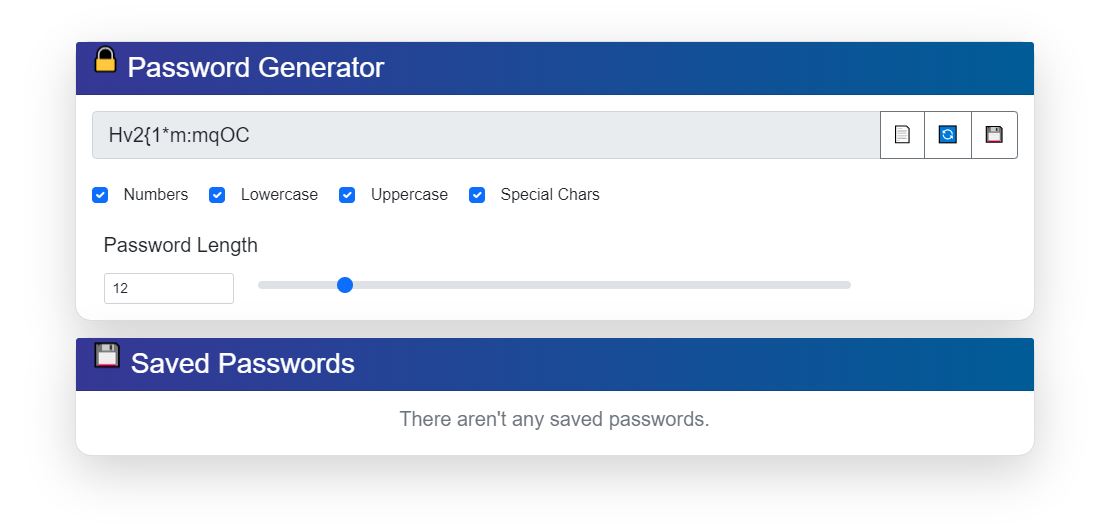 Password Generator
Hv2{1*m:mqOC
Numbers Lowercase Uppercase Special Chars
Password Length
12
Saved Passwords
There aren't any saved passwords.